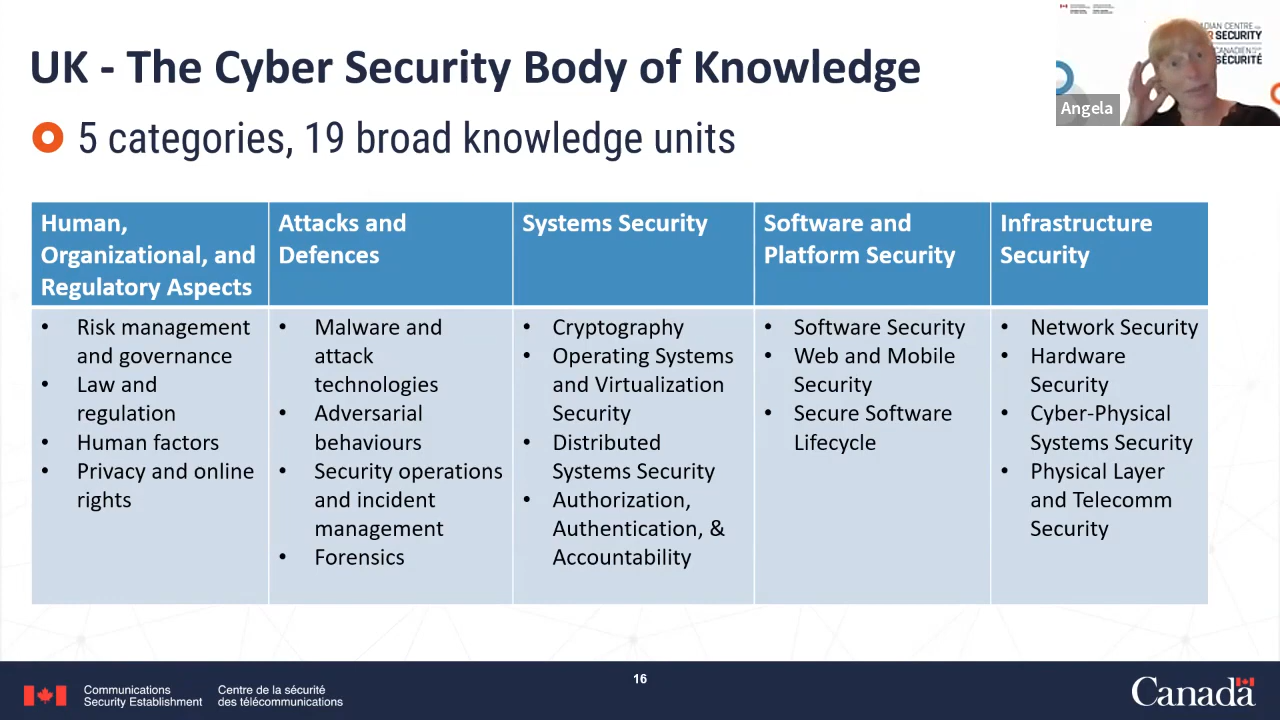 UK - The Cyber Security Body of Knowledge
5 categories, 19 broad knowledge units
SECURITY
CANADIEN
SÉCURITÉ
Angela
Human,
Organizational, and
Regulatory Aspects
• Risk management
and governance
• Law and
regulation
• Human factors
• Privacy and online
rights
Attacks and
Defences
• Malware and
attack
technologies
• Adversarial
behaviours
• Security operations
and incident
management
• Forensics
Systems Security
• Cryptography
• Operating Systems
and Virtualization
Security
• Distributed
Systems Security
• Authorization,
Authentication, &
Accountability
Software and
Platform Security
• Software Security
• Web and Mobile
Security
• Secure Software
Lifecycle
Infrastructure
Security
• Network Security
• Hardware
Security
• Cyber-Physical
Systems Security
• Physical Layer
and Telecomm
Security
Communications
Security Establishment
Centre de la sécurité
des télécommunications
16
Canada